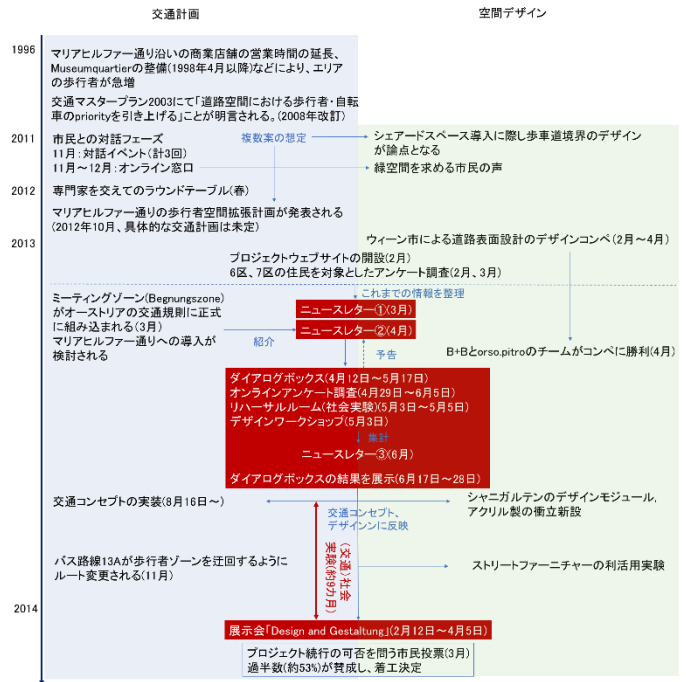 交通計画
空間デザイン
1996
マリアヒルファー通り沿いの商業店舗の営業時間の延長、
Museumquartierの整備(1998年4月以降)などにより、エリア
の歩行者が急増
交通マスタープラン2003にて「道路空間における歩行者・自転
車のpriorityを引き上げる」ことが明言される。(2008年改訂)
2011
市民との対話フェーズ
11月：対話イベント(計3回)
11月～12月：オンライン窓口
複数案の想定
シェアードスペース導入に際し歩車道境界のデザイン
が論点となる
緑空間を求める市民の声
2012
専門家を交えてのラウンドテーブル(春)
マリアヒルファー通りの歩行者空間拡張計画が発表される
(2012年10月、具体的な交通計画は未定)
2013
ウィーン市による道路表面設計のデザインコンペ(2月～4月)
プロジェクトウェブサイトの開設(2月)
6区、7区の住民を対象としたアンケート調査(2月、3月)
ミーティングゾーン(Begnungszone)
がオーストリアの交通規則に正式
に組み込まれる(3月)
マリアヒルファー通りへの導入が
検討される
これまでの情報を整理
ニュースレター①(3月)
ニュースレター②(4月)
紹介
予告
B+Bとorso.pitroのチームがコンペに勝利(4月)
ダイアログボックス(4月12日～5月17日)
オンラインアンケート調査(4月29日～6月5日)
リハーサルルーム(社会実験)(5月3日～5月5日)
デザインワークショップ(5月3日)
集計
ニュースレター③(6月)
ダイアログボックスの結果を展示(6月17日～28日)
交通コンセプトの実装(8月16日～)
交通コンセプト、
デザインンに反映
シャニガルテンのデザインモジュール,
アクリル製の衝立新設
(交通)社会
実験(約9カ月)
バス路線13Aが歩行者ゾーンを迂回するように
ルート変更される(11月)
ストリートファーニチャーの利活用実験
2014
展示会「Design and Gestaltung」(2月12日～4月5日)
プロジェクト続行の可否を問う市民投票(3月)
過半数(約53%)が賛成し、着工決定